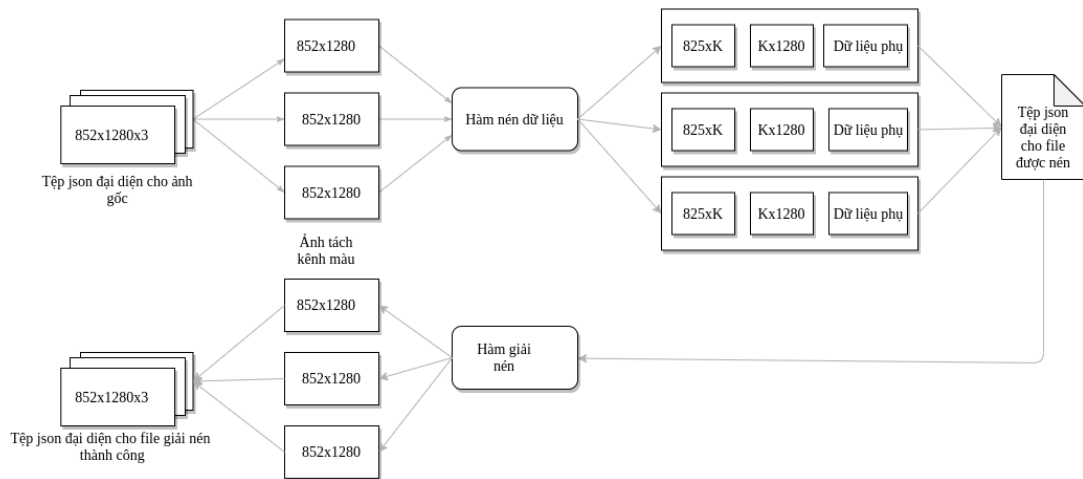 852x1280
852x1280
852x1280
852x1280x3
Tệp json đại diện cho ảnh
gốc
Ảnh tách
kênh màu
Hàm nén dữ liệu
825xK
Kx1280
Dữ liệu phụ
825xK
Kx1280
Dữ liệu phụ
825xK
Kx1280
Dữ liệu phụ
Tệp json
đại diện
cho file
được nén
Hàm giải
nén
852x1280
852x1280
852x1280
852x1280x3
Tệp json đại diện cho file giải nén
thành công